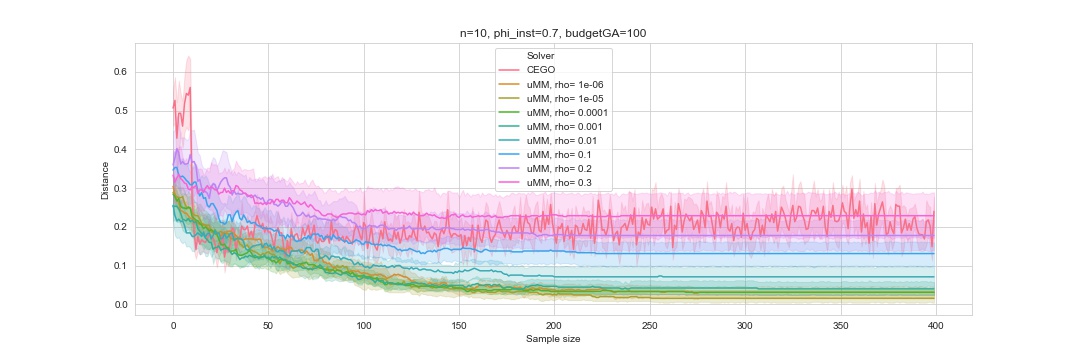 n=10, phi_inst=0.7, budgetGA=100
Solver
CEGO
uMM, rho= 1e-06
uMM, rho= 1e-05
uMM, rho= 0.0001
uMM, rho= 0.001
uMM, rho= 0.01
uMM, rho= 0.1
uMM, rho= 0.2
uMM, rho= 0.3
Distance
0.6
0.5
0.4
0.3
0.2
0.1
0.0
0 50 100 150 200 250 300 350 400
Sample size